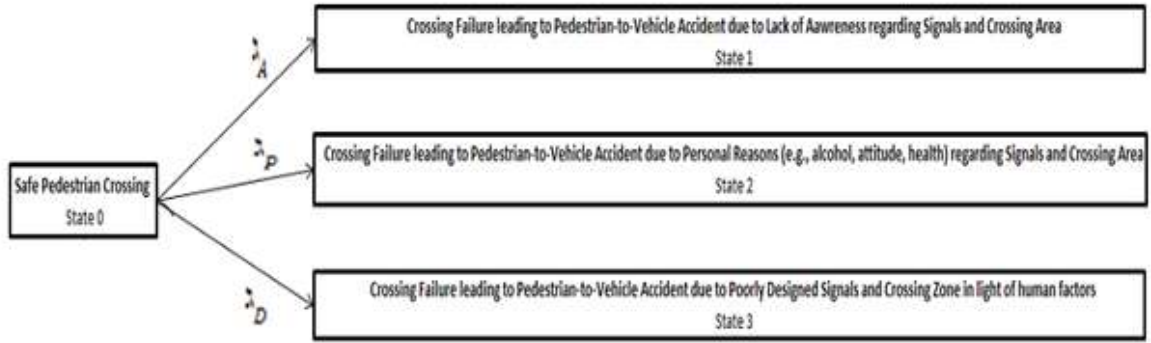 Crossing Failure leading to Pedestrian-to-Vehicle Accident due to Lack of Aawreness regarding Signals and Crossing Area
State 1
λA
Crossing Failure leading to Pedestrian-to-Vehicle Accident due to Personal Reasons (e.g., alcohol, attitude, health) regarding Signals and Crossing Area
State 2
λP
Safe Pedestrian Crossing
State 0
Crossing Failure leading to Pedestrian-to-Vehicle Accident due to Poorly Designed Signals and Crossing Zone in light of human factors
State 3
λD